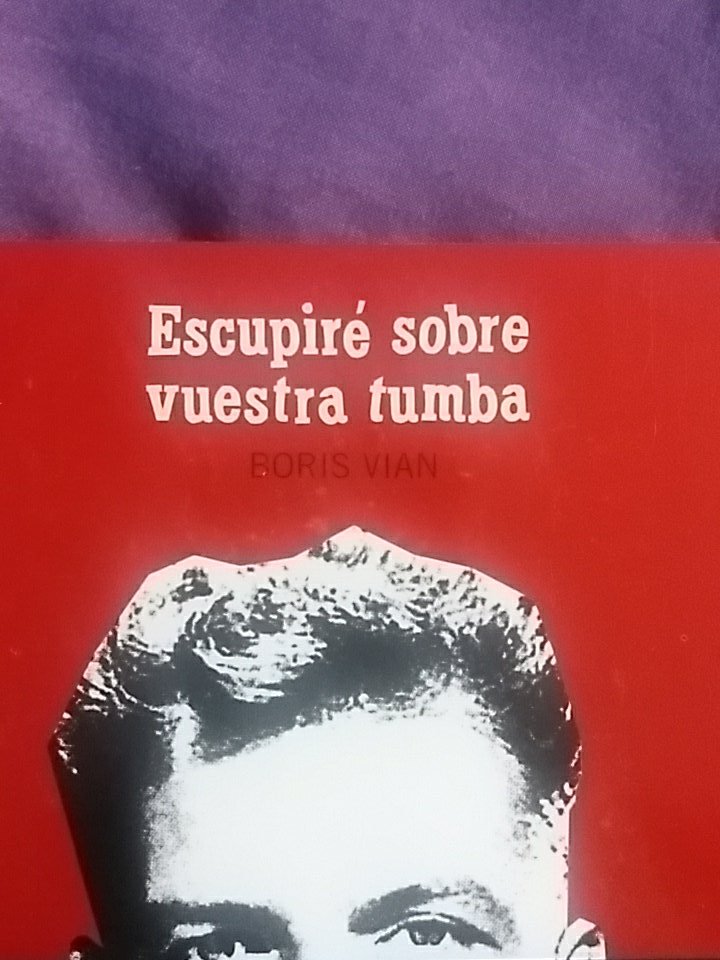 Escupiré sobre
vuestra tumba
BORIS VIAN